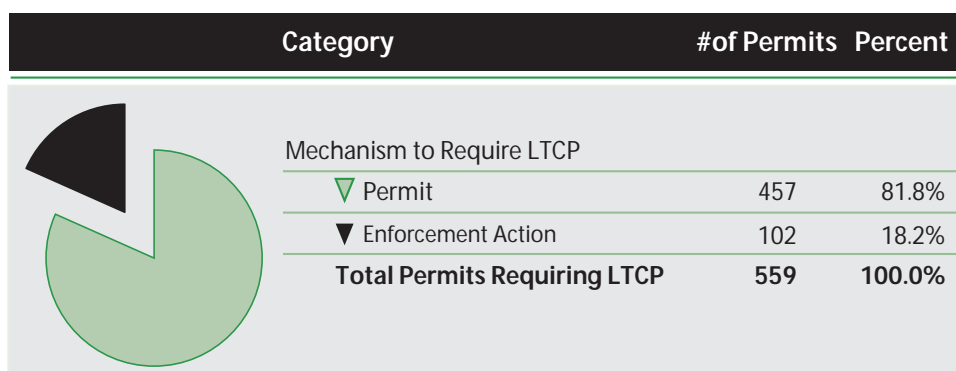 Category #of Permits Percent
Mechanism to Require LTCP
Permit 457 81.8%
Enforcement Action 102 18.2%
Total Permits Requiring LTCP 559 100.0%